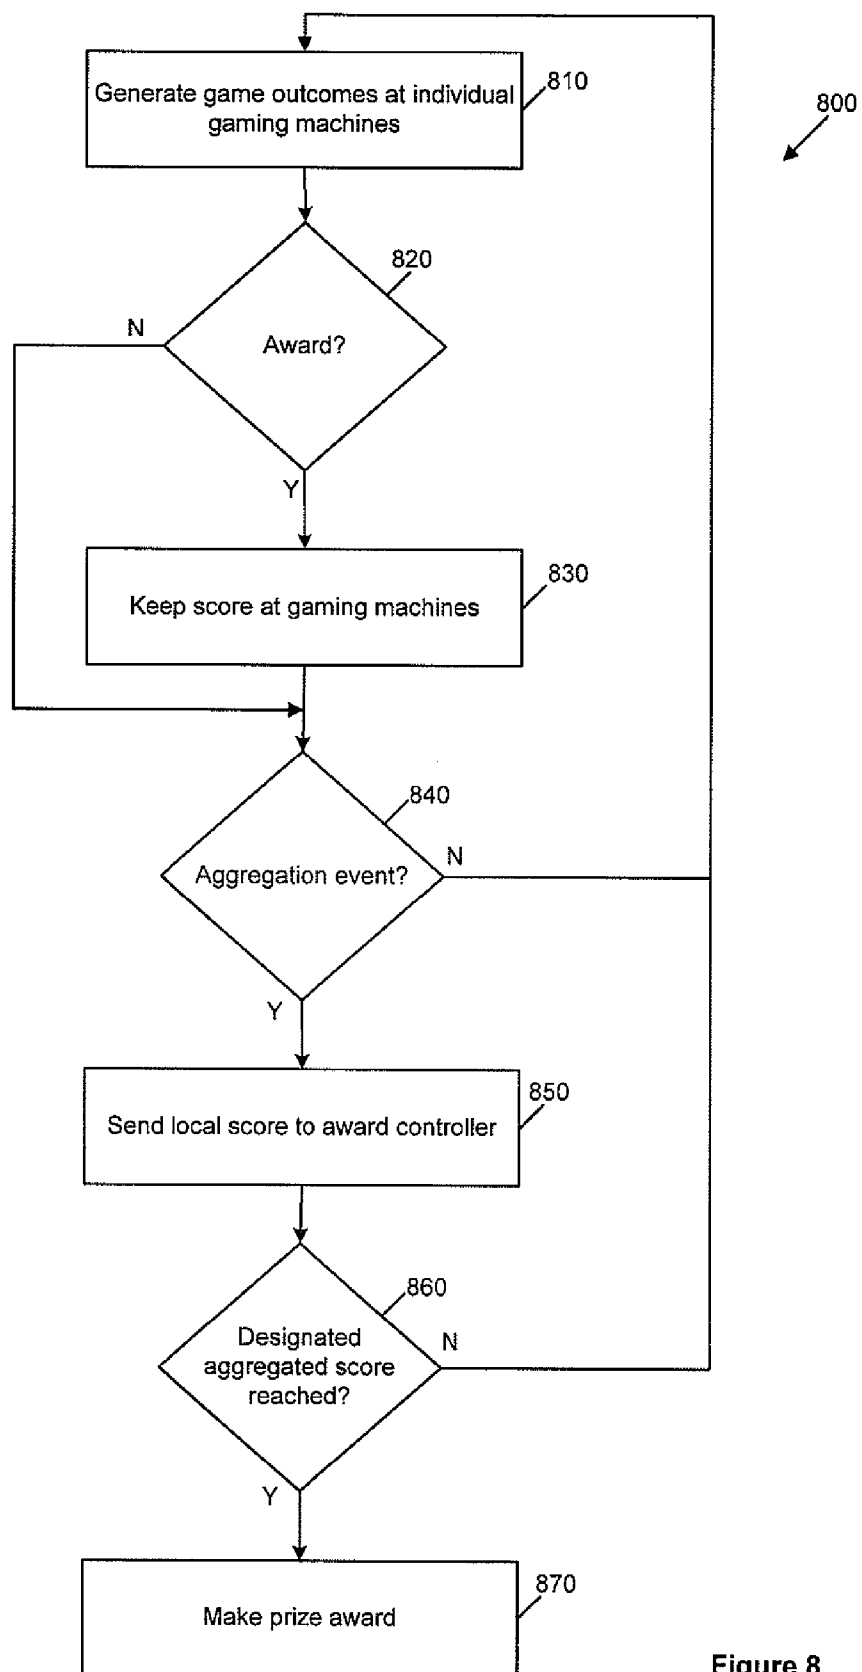 Generate game outcomes at individual
gaming machines
810
800
820
Award?
N
Y
Keep score at gaming machines
830
840
Aggregation event?
N
Y
Send local score to award controller
850
860
Designated
aggregated score
reached?
N
Y
Make prize award
870
Figure 8